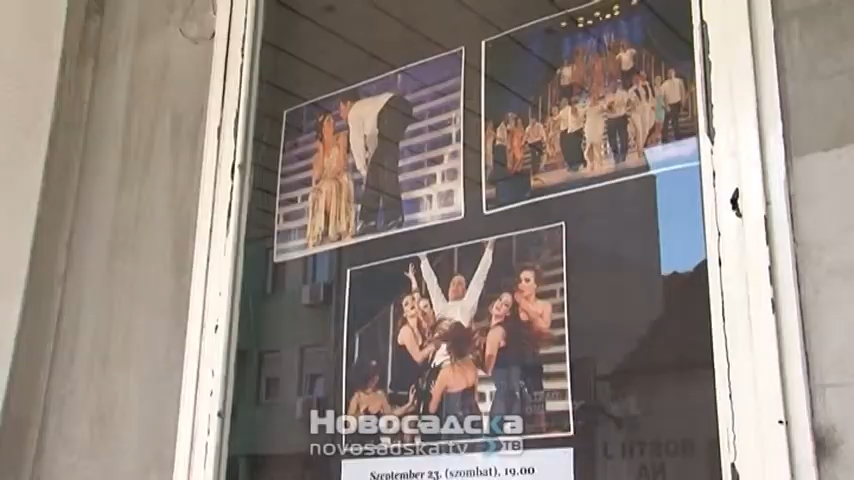 Новосадска
novosadska.tv ТВ
Szeptember 23. (szombat), 19.00